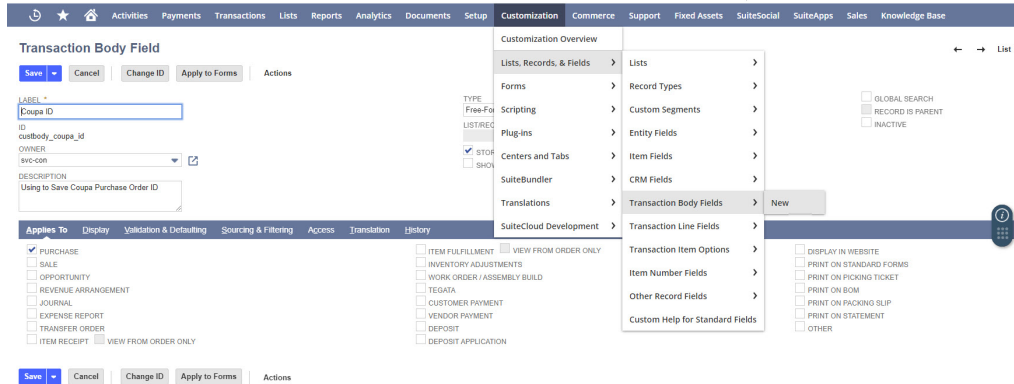 Activities Payments Transactions Lists Reports Analytics Documents Setup Customization Commerce Support Fixed Assets SuiteSocial SuiteApps Sales Knowledge Base
Transaction Body Field
List
Save Cancel Change ID Apply to Forms Actions
LABEL *
Coupa ID
ID
custbody_coupa_id
OWNER
svc-con
DESCRIPTION
Using to Save Coupa Purchase Order ID
TYPE
Free-For
LIST/REC
STOR
SHOW
GLOBAL SEARCH
RECORD IS PARENT
INACTIVE
Customization Overview
Lists, Records, & Fields
Forms
Scripting
Plug-ins
Centers and Tabs
SuiteBundler
Translations
SuiteCloud Development
Lists
Record Types
Custom Segments
Entity Fields
Item Fields
CRM Fields
Transaction Body Fields
Transaction Line Fields
Transaction Item Options
Item Number Fields
Other Record Fields
Custom Help for Standard Fields
New
Applies To Display Validation & Defaulting Sourcing & Filtering Access Translation History
PURCHASE
SALE
OPPORTUNITY
REVENUE ARRANGEMENT
JOURNAL
EXPENSE REPORT
TRANSFER ORDER
ITEM RECEIPT VIEW FROM ORDER ONLY
ITEM FULFILLMENT VIEW FROM ORDER ONLY
INVENTORY ADJUSTMENTS
WORK ORDER / ASSEMBLY BUILD
TEGATA
CUSTOMER PAYMENT
VENDOR PAYMENT
DEPOSIT
DEPOSIT APPLICATION
DISPLAY IN WEBSITE
PRINT ON STANDARD FORMS
PRINT ON PICKING TICKET
PRINT ON BOM
PRINT ON PACKING SLIP
PRINT ON STATEMENT
OTHER
Save Cancel Change ID Apply to Forms Actions